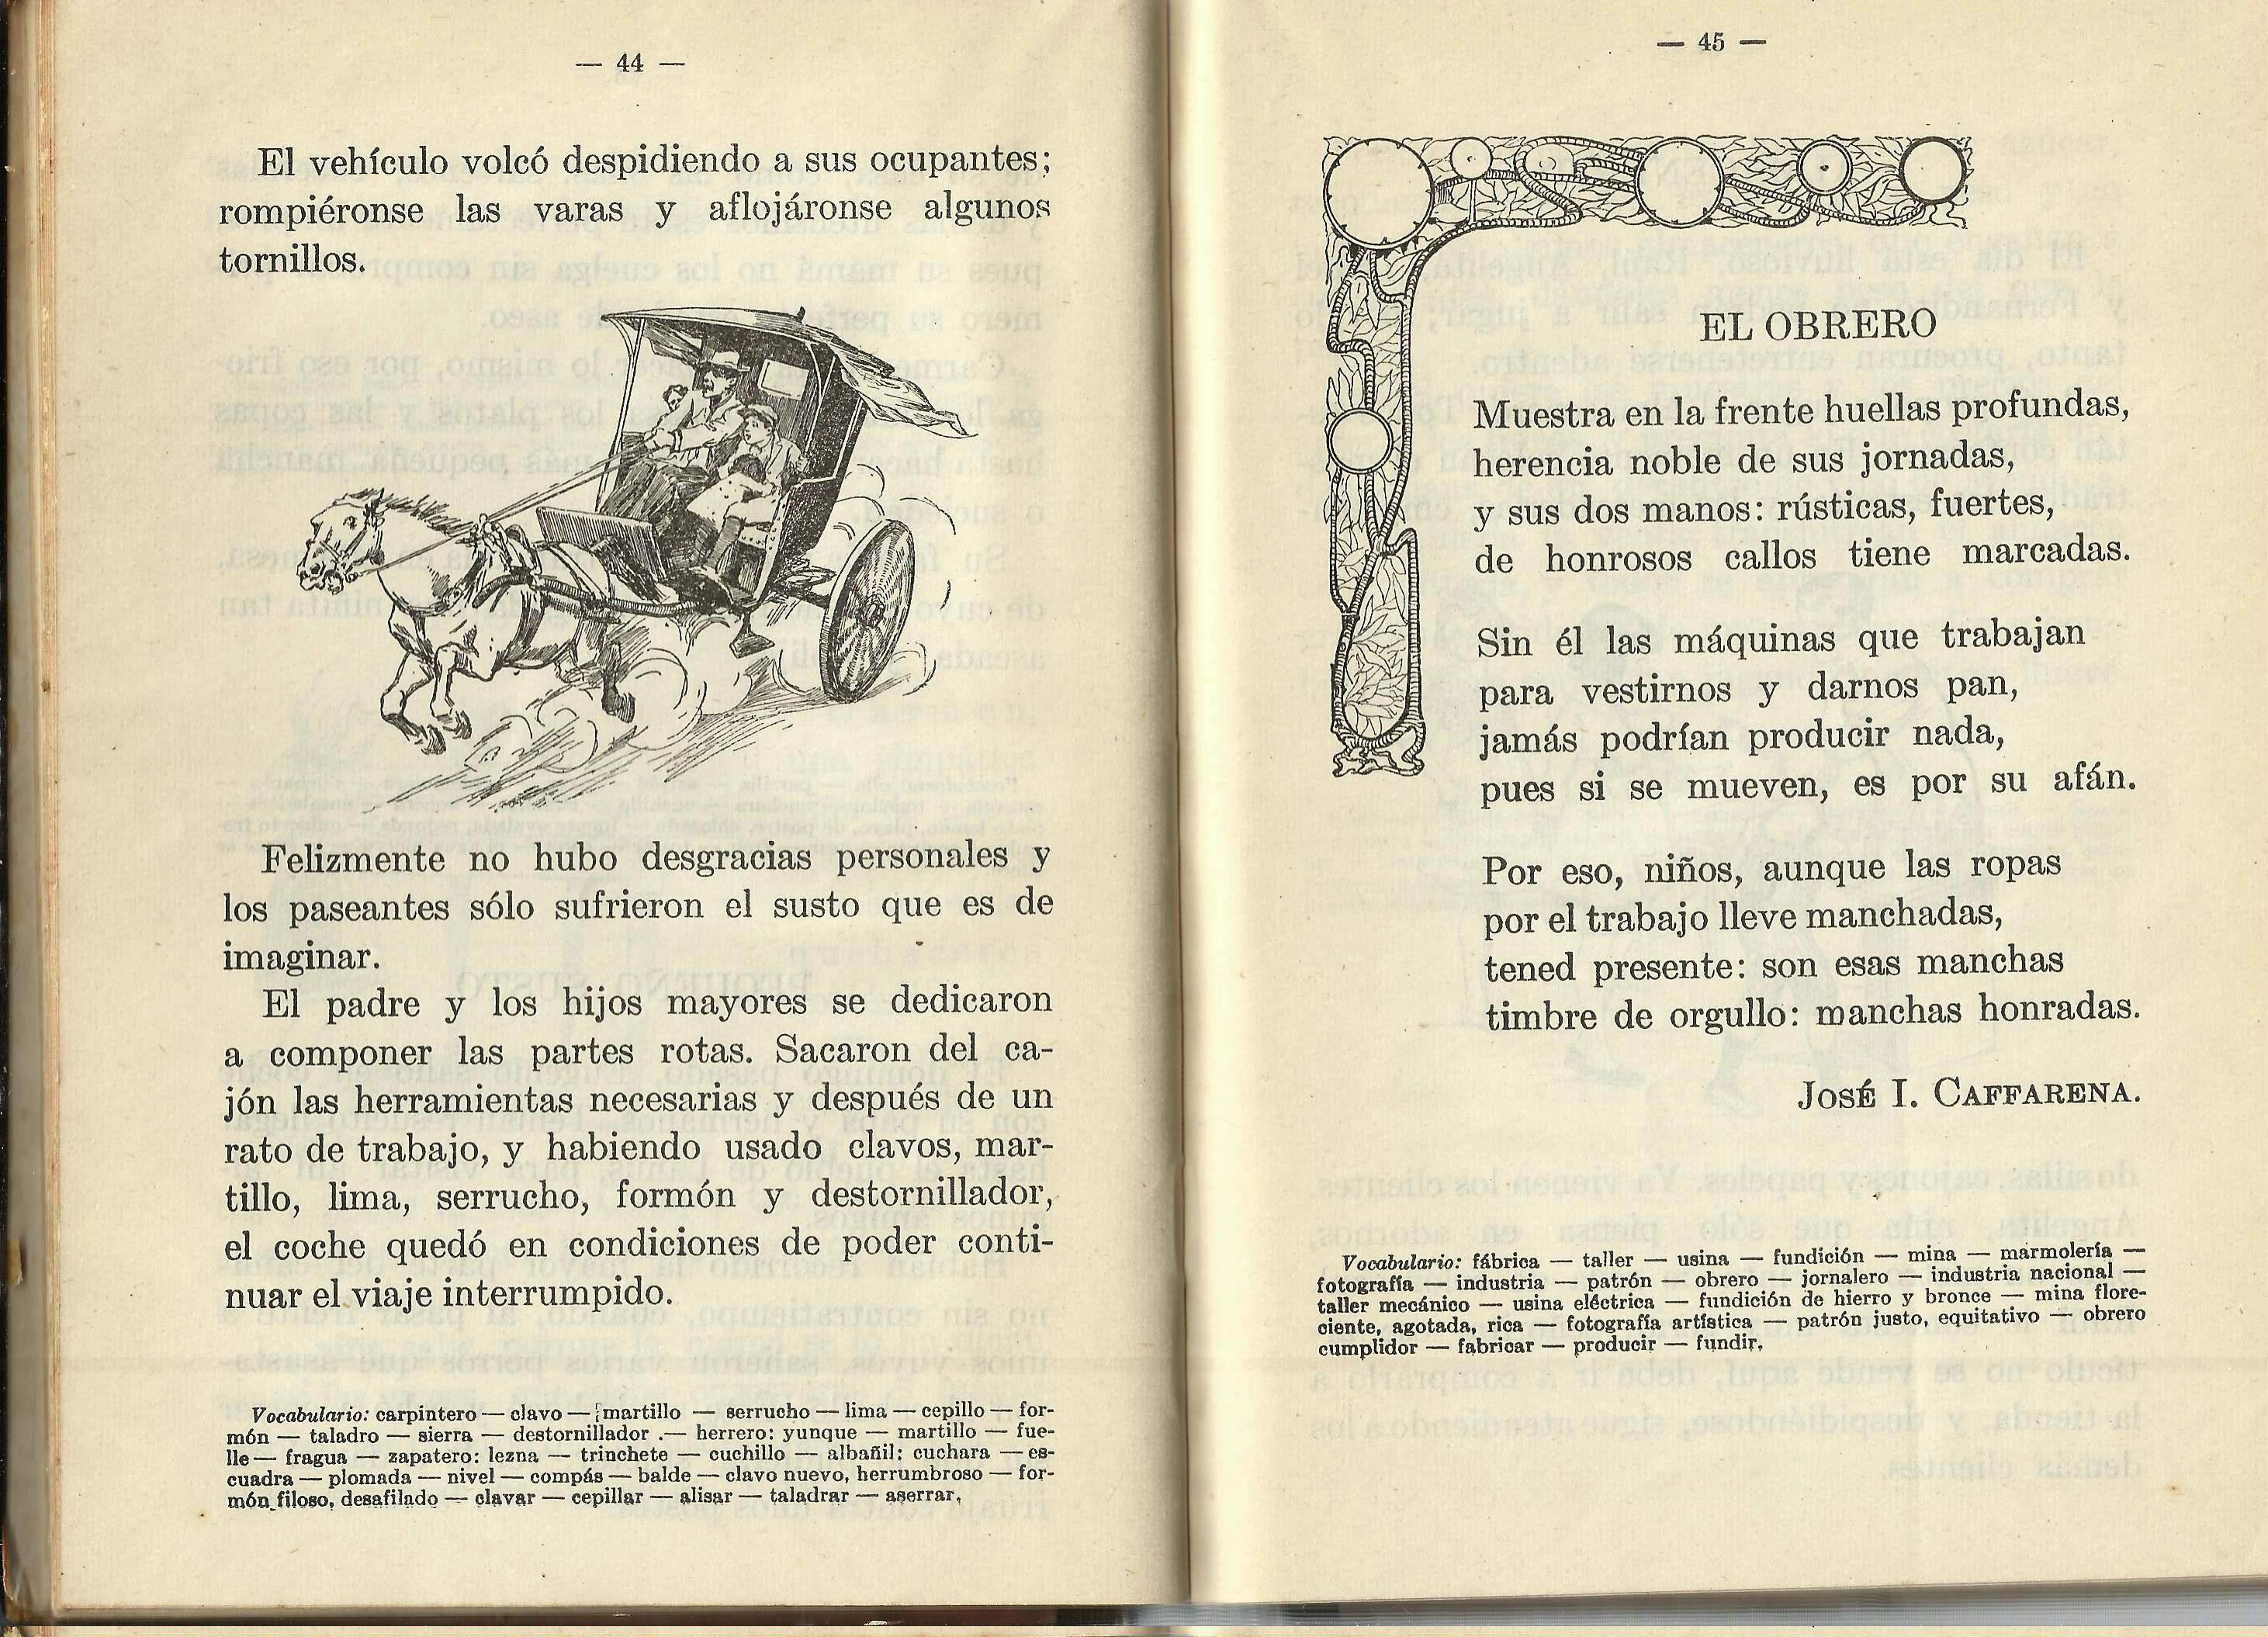 — 44 —
El vehículo volcó despidiendo a sus ocupantes;
rompiéronse las varas y aflojáronse algunos
tornillos.
Felizmente no hubo desgracias personales y
los paseantes sólo sufrieron el susto que es de
imaginar.
El padre y los hijos mayores se dedicaron
a componer las partes rotas. Sacaron del ca-
jón las herramientas necesarias y después de un
rato de trabajo, y habiendo usado clavos, mar-
tillo, lima, serrucho, formón y destornillador,
el coche quedó en condiciones de poder conti-
nuar el viaje interrumpido.
Vocabulario: carpintero — clavo — martillo — serrucho — lima — cepillo — for-
món — taladro — sierra — destornillador .— herrero: yunque — martillo — fue-
lle — fragua — zapatero: lezna — trinchete — cuchillo — albañil: cuchara — es-
cuadra — plomada — nivel — compás — balde — clavo nuevo, herrumbroso — for-
món filoso, desafilado — clavar — cepillar — alisar — taladrar — aserrar.
— 45 —
EL OBRERO
Muestra en la frente huellas profundas,
herencia noble de sus jornadas,
y sus dos manos: rústicas, fuertes,
de honrosos callos tiene marcadas.
Sin él las máquinas que trabajan
para vestirnos y darnos pan,
jamás podrían producir nada,
pues si se mueven, es por su afán.
Por eso, niños, aunque las ropas
por el trabajo lleve manchadas,
tened presente: son esas manchas
timbre de orgullo: manchas honradas.
JOSÉ I. CAFFARENA.
Vocabulario: fábrica — taller — usina — fundición — mina — marmolería —
fotografía — industria — patrón — obrero — jornalero — industria nacional —
taller mecánico — usina eléctrica — fundición de hierro y bronce — mina flore-
ciente, agotada, rica — fotografía artística — patrón justo, equitativo — obrero
cumplidor — fabricar — producir — fundir.